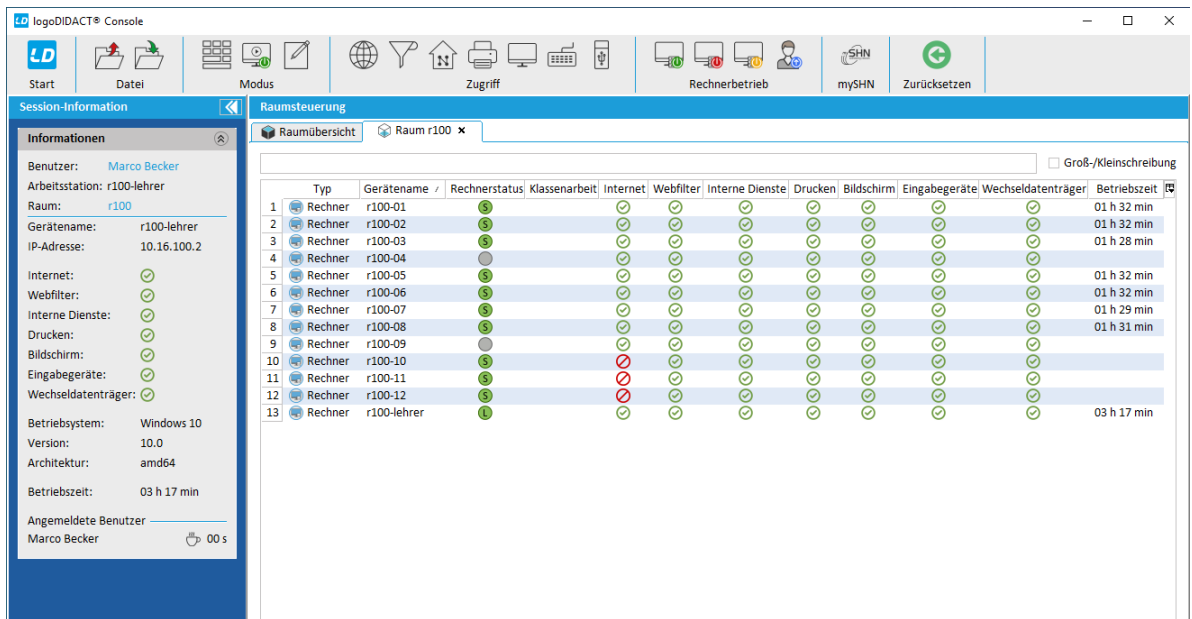 LD logoDIDACT® Console
LD
Start
Datei
Modus
Zugriff
Rechnerbetrieb
SHN
mySHN
Zurücksetzen
Session-Information
Informationen
Benutzer: Marco Becker
Arbeitsstation: r100-lehrer
Raum: r100
Gerätename: r100-lehrer
IP-Adresse: 10.16.100.2
Internet:
Webfilter:
Interne Dienste:
Drucken:
Bildschirm:
Eingabegeräte:
Wechseldatenträger:
Betriebsystem: Windows 10
Version: 10.0
Architektur: amd64
Betriebszeit: 03 h 17 min
Angemeldete Benutzer
Marco Becker 00 s
Raumsteuerung
Raumübersicht Raum r100 ×
Groß-/Kleinschreibung
Typ Gerätename Rechnerstatus Klassenarbeit Internet Webfilter Interne Dienste Drucken Bildschirm Eingabegeräte Wechseldatenträger Betriebszeit
1 Rechner r100-01 S 01 h 32 min
2 Rechner r100-02 S 01 h 32 min
3 Rechner r100-03 S 01 h 28 min
4 Rechner r100-04
5 Rechner r100-05 S 01 h 32 min
6 Rechner r100-06 S 01 h 32 min
7 Rechner r100-07 S 01 h 29 min
8 Rechner r100-08 S 01 h 31 min
9 Rechner r100-09
10 Rechner r100-10 S
11 Rechner r100-11 S
12 Rechner r100-12 S
13 Rechner r100-lehrer L 03 h 17 min